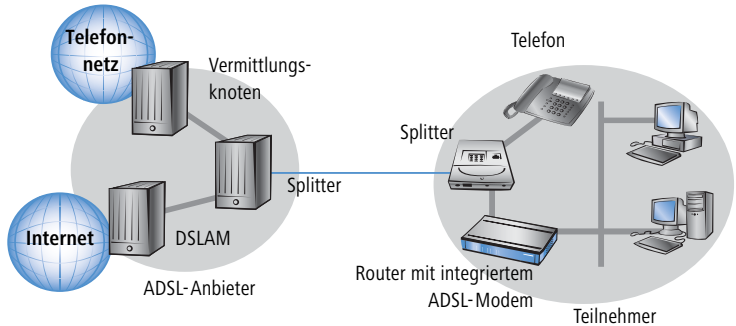 Telefon-
netz
Vermittlungs-
knoten
Splitter
Internet
DSLAM
ADSL-Anbieter
Telefon
Splitter
Router mit integriertem
ADSL-Modem
Teilnehmer